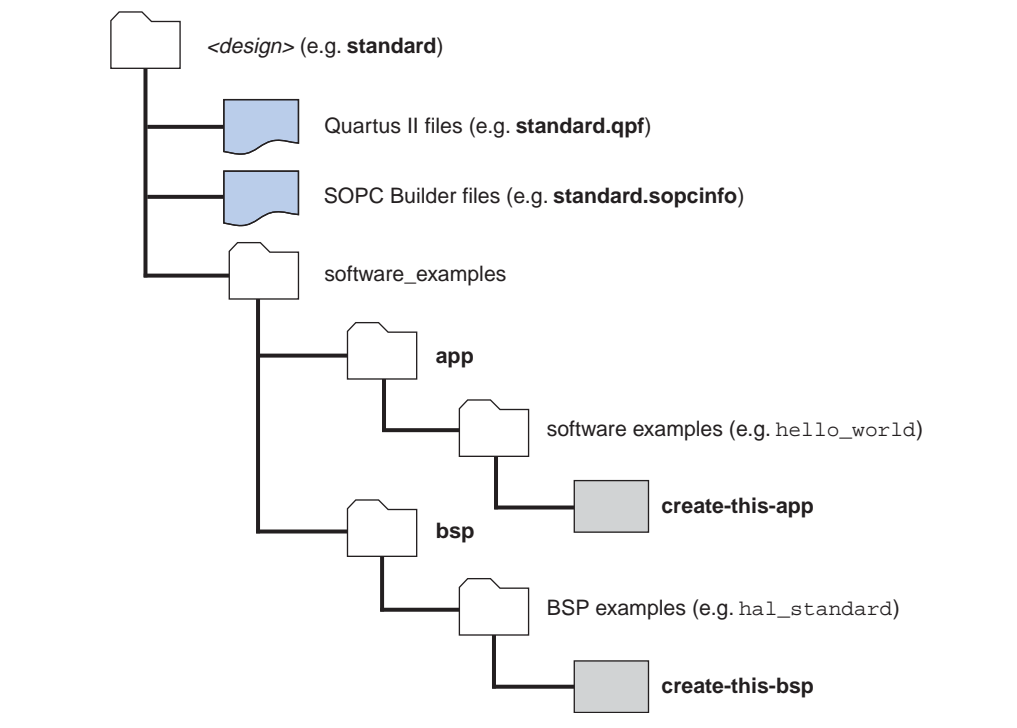 <design> (e.g. standard)
Quartus II files (e.g. standard.qpf)
SOPC Builder files (e.g. standard.sopcinfo)
software_examples
app
software examples (e.g. hello_world)
create-this-app
bsp
BSP examples (e.g. hal_standard)
create-this-bsp